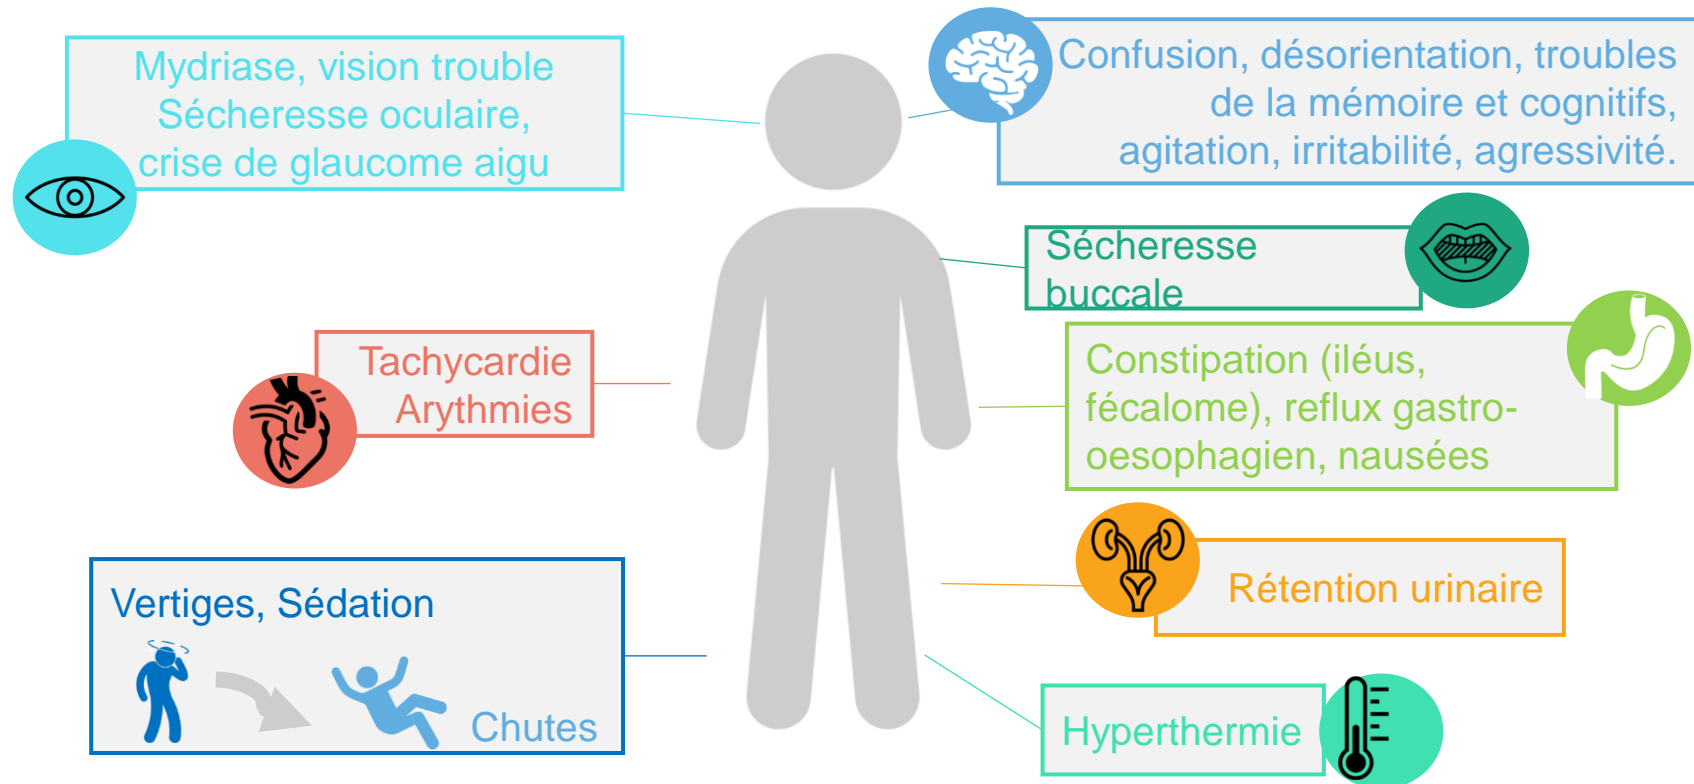 Mydriase, vision trouble
Sécheresse oculaire,
crise de glaucome aigu
Confusion, désorientation, troubles
de la mémoire et cognitifs,
agitation, irritabilité, agressivité.
Sécheresse
buccale
Tachycardie
Arythmies
Constipation (iléus,
fécalome), reflux gastro-
oesophagien, nausées
Vertiges, Sédation
Chutes
Rétention urinaire
Hyperthermie